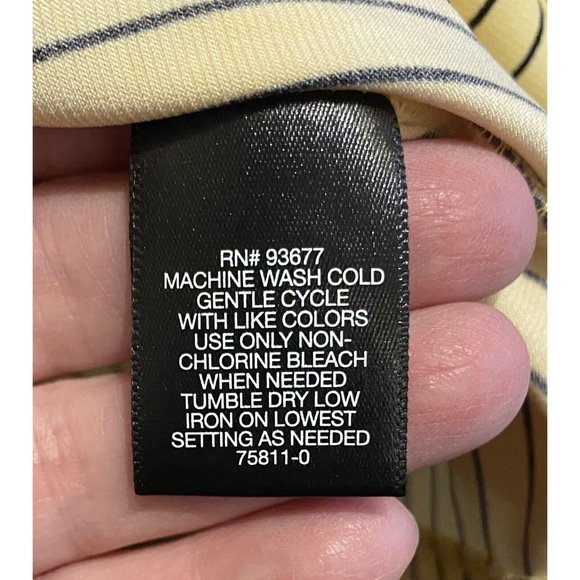 RN# 93677
MACHINE WASH COLD
GENTLE CYCLE
WITH LIKE COLORS
USE ONLY NON-
CHLORINE BLEACH
WHEN NEEDED
TUMBLE DRY LOW
IRON ON LOWEST
SETTING AS NEEDED
75811-0